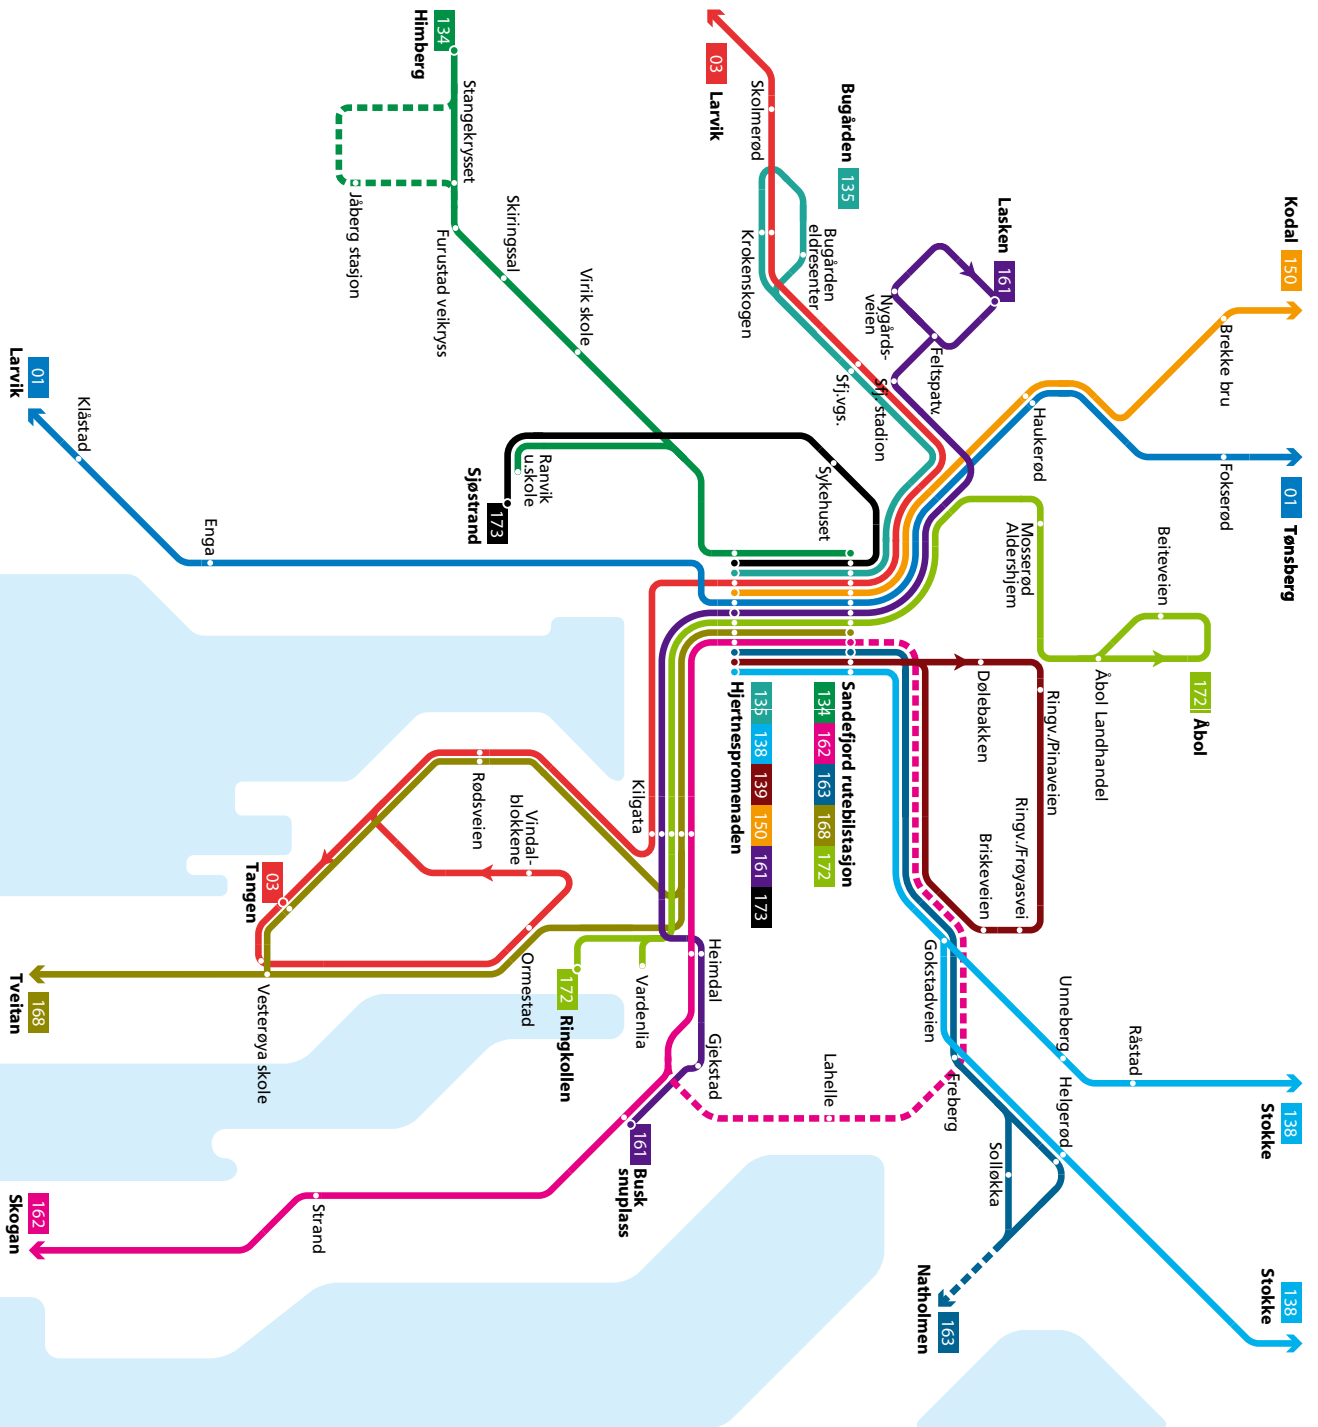 Kodal 150
Brekke bru
01 Tønsberg
Fokserød
Haukerød
Lasken 161
Nygårds-
veien
Feltspatv.
Bugården 135
Bugården
eldresenter
03 Larvik
Skolmerød
Krokenskogen
Sfj. stadion
Sfj.vgs.
134
Himberg
Stangekrysset
Jåberg stasjon
Furustad veikryss
Skiringssal
Virik skole
01
Larvik
Klåstad
Enga
Ranvik
u.skole
Sjøstrand 173
Sykehuset
Mosserød
Aldershjem
Beiteveien
Åbol Landhandel
172 Åbol
Ringv./Pinaveien
Dølebakken
Ringv./Frøyasvei
Briskeveien
Sandefjord rutebilstasjon
134 162 163 168 172
Hjertnespromenaden
135 138 139 150 161 173
Kilgata
Rødsveien
Vindal-
blokkene
03
Tangen
Ormestad
Vesterøya skole
168
Tveitan
172 Ringkollen
Vardenlia
Heimdal
Gjekstad
161 Busk
snuplass
Strand
162
Skogan
Lahelle
Gokstadveien
Freberg
Unneberg
Råstad
138
Stokke
Helgerød
Solløkka
Natholmen 163
138
Stokke